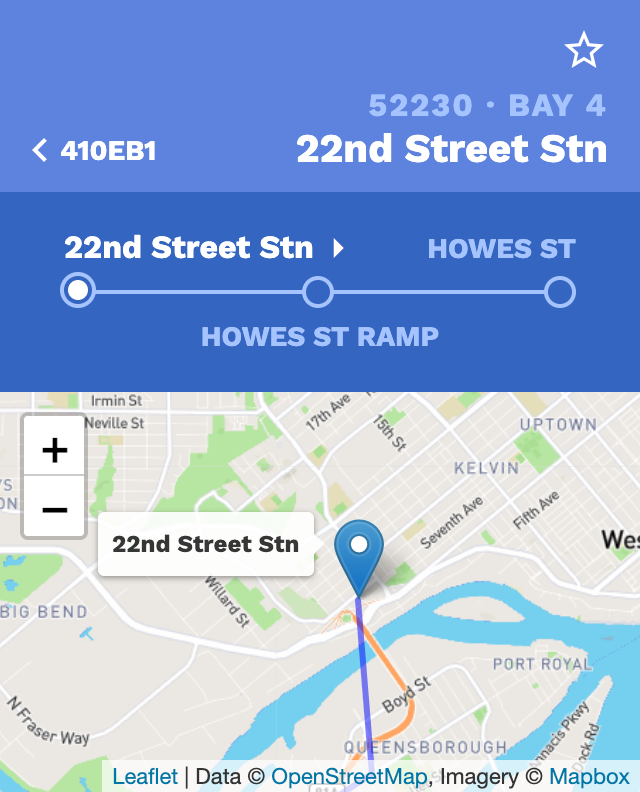 52230 · BAY 4
410EB1
22nd Street Stn
22nd Street Stn
HOWES ST
HOWES ST RAMP
Irmin St
Neville St
17th Ave
15th St
UPTOWN
KELVIN
+
−
Seventh Ave
Fifth Ave
22nd Street Stn
Willard St
BIG BEND
PORT ROYAL
N Fraser Way
Boyd St
QUEENSBOROUGH
Leaflet | Data © OpenStreetMap, Imagery © Mapbox